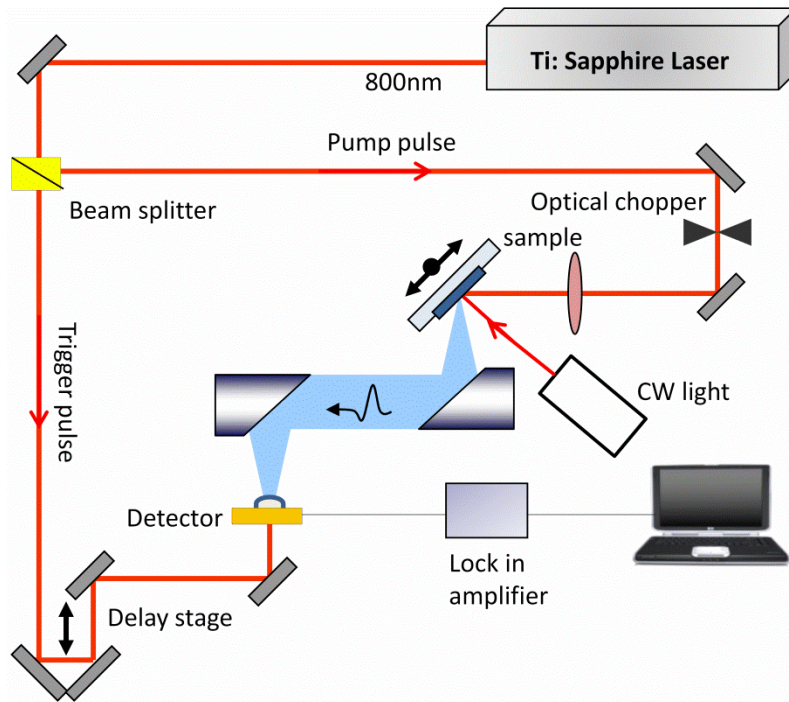 Ti: Sapphire Laser
800nm
Pump pulse
Beam splitter
Optical chopper
sample
Trigger pulse
CW light
Detector
Lock in
amplifier
Delay stage